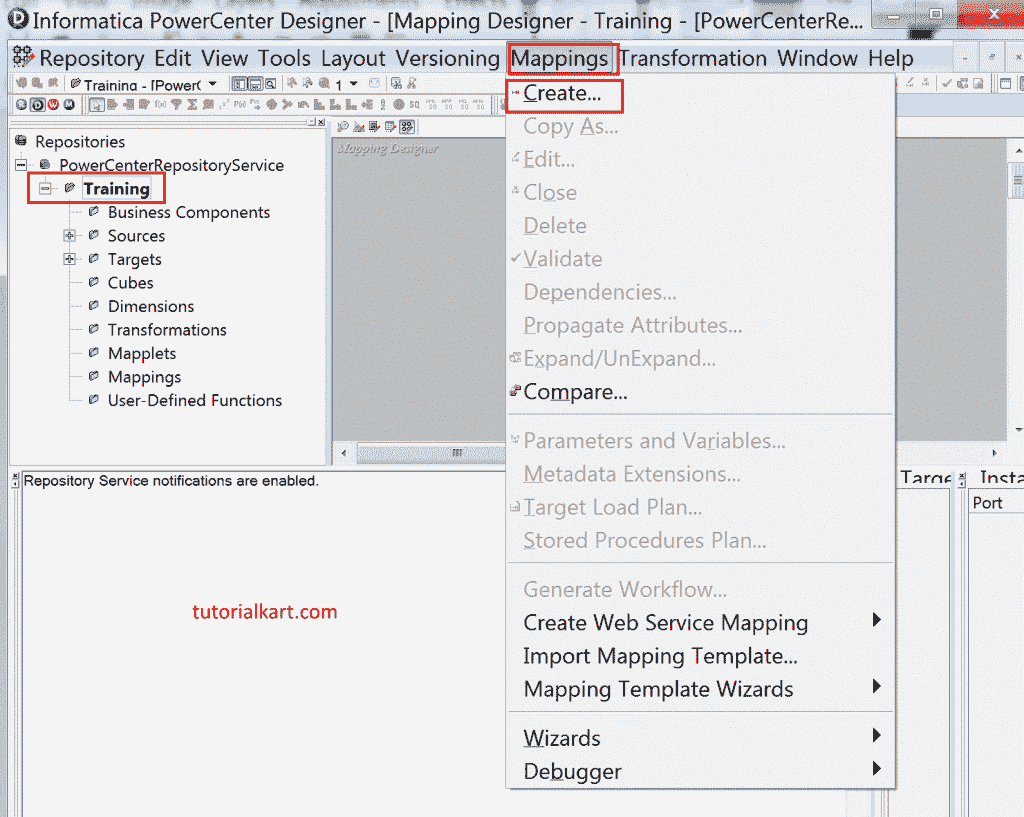 Informatica PowerCenter Designer - [Mapping Designer - Training - [PowerCenterRe...
Repository Edit View Tools Layout Versioning Mappings Transformation Window Help
Training - [PowerC
1
Mapping Designer
Repositories
PowerCenterRepositoryService
Training
Business Components
Sources
Targets
Cubes
Dimensions
Transformations
Mapplets
Mappings
User-Defined Functions
Create...
Copy As...
Edit...
Close
Delete
Validate
Dependencies...
Propagate Attributes...
Expand/UnExpand...
Compare...
Parameters and Variables...
Metadata Extensions...
Target Load Plan...
Stored Procedures Plan...
Generate Workflow...
Create Web Service Mapping
Import Mapping Template...
Mapping Template Wizards
Wizards
Debugger
Repository Service notifications are enabled.
tutorialkart.com
Targe
Insta
Port